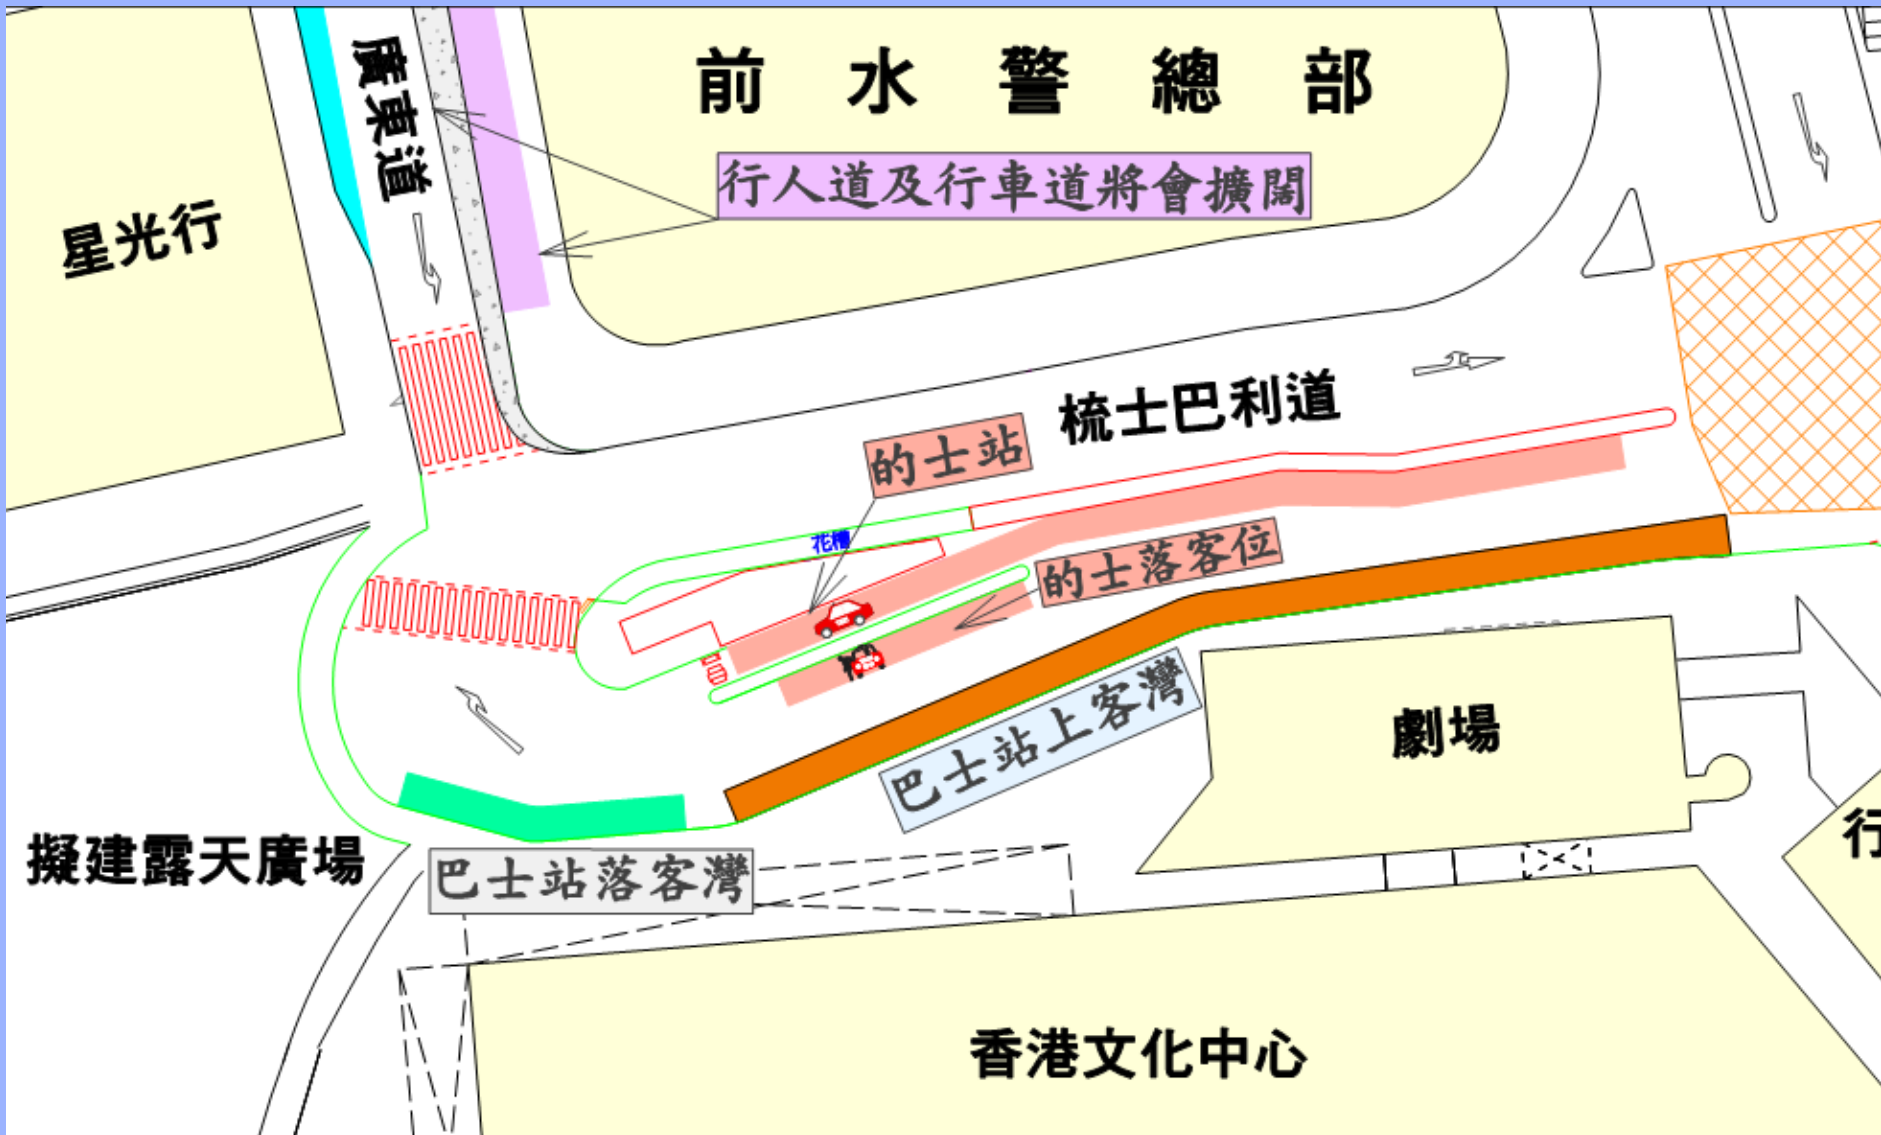 前水警總部
廣東道
行人道及行車道將會擴闊
星光行
梳士巴利道
的士站
花槽
的士落客位
巴士站上客灣
劇場
行
擬建露天廣場
巴士站落客灣
香港文化中心